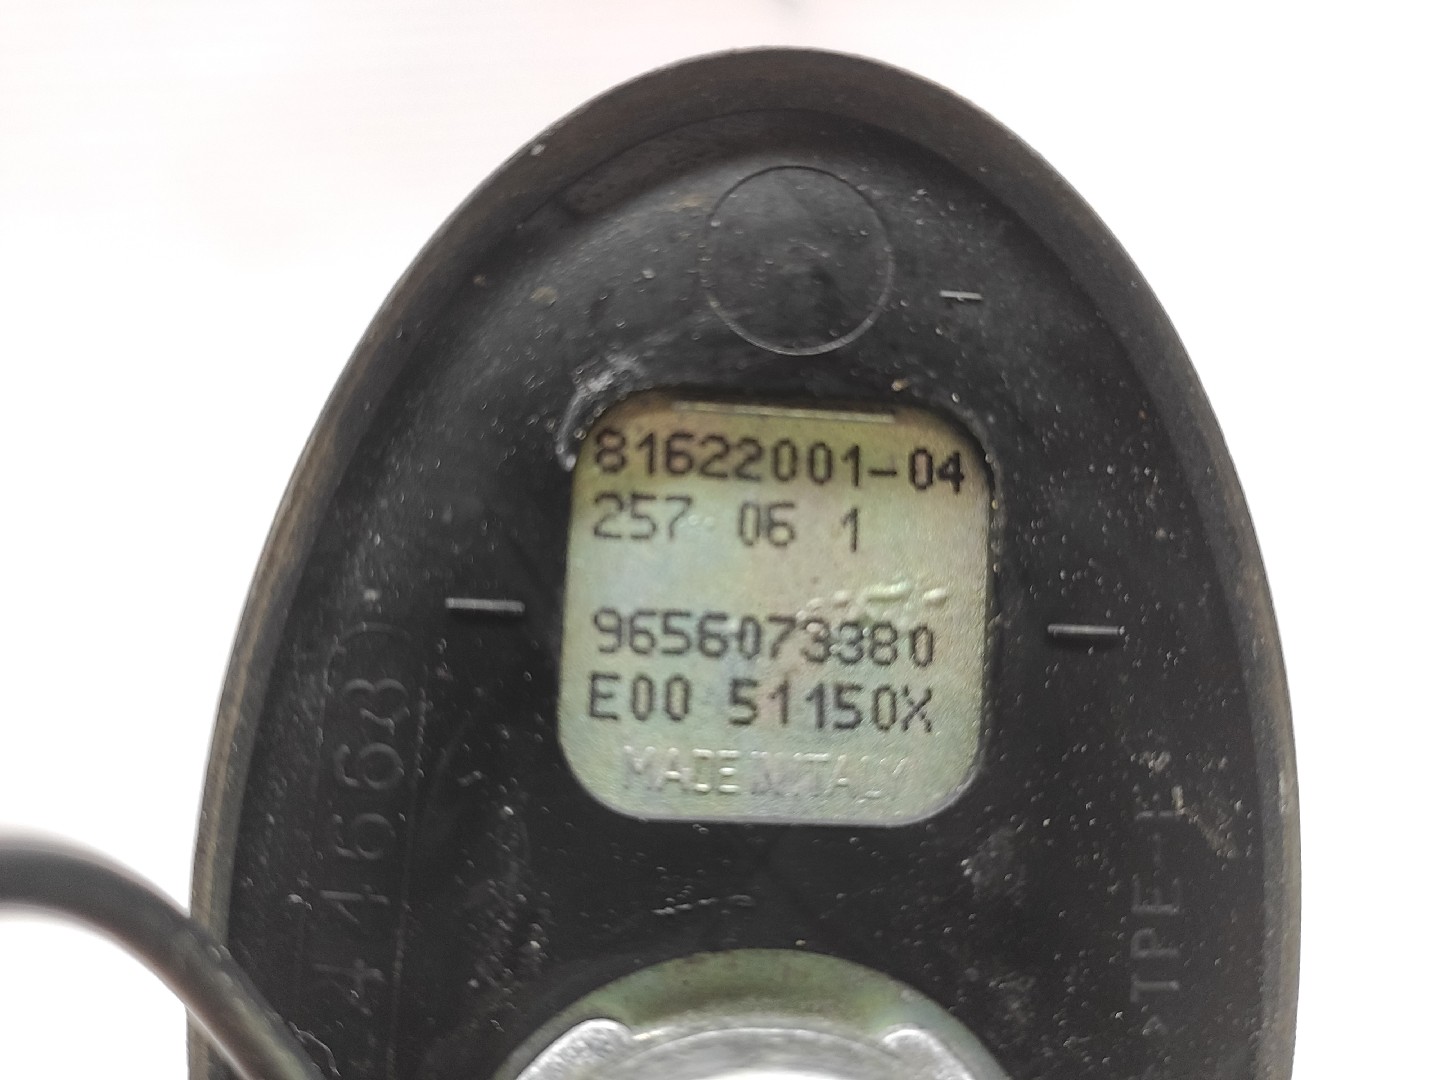 81622001-04
257 06 1
9656073380
E00 51150X
MADE IN ITALY